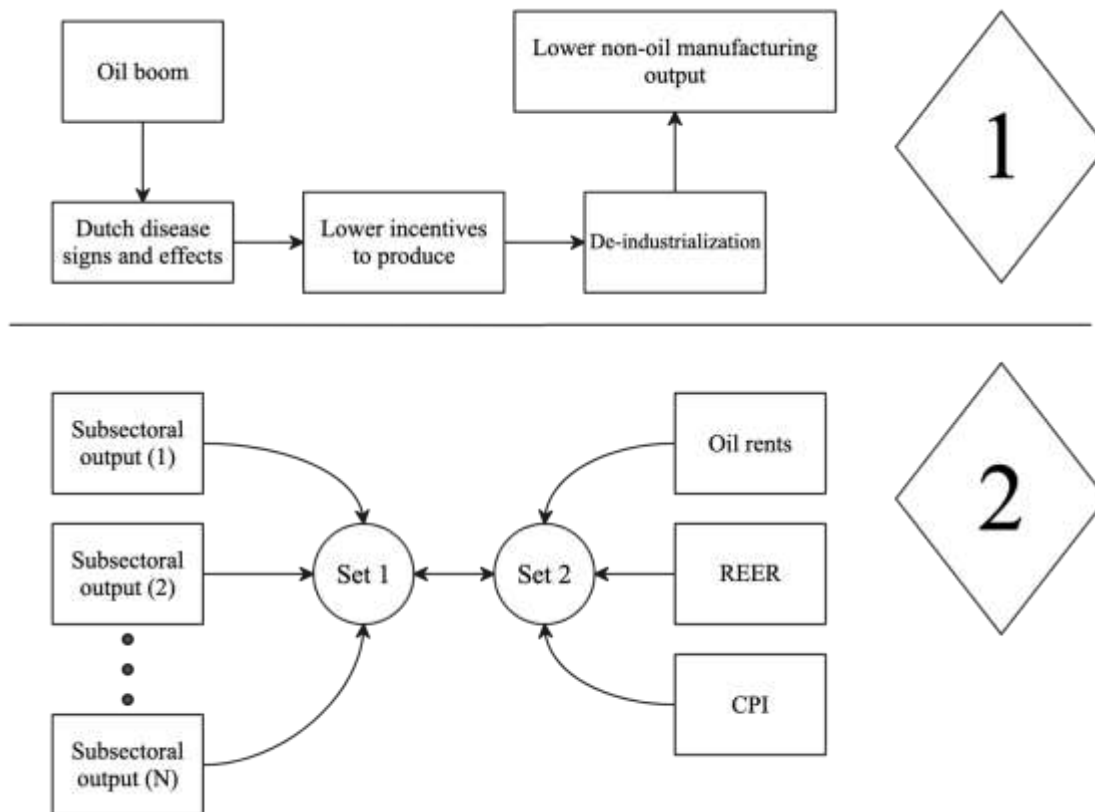 Oil boom
Lower non-oil manufacturing
output
1
Dutch disease
signs and effects
Lower incentives
to produce
De-industrialization
Subsectoral
output (1)
Oil rents
2
Subsectoral
output (2)
Set 1
Set 2
REER
CPI
Subsectoral
output (N)